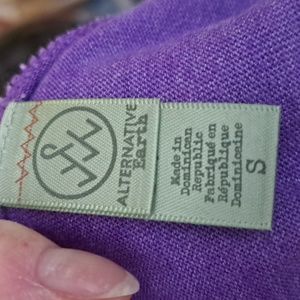 ALTERNATIVE
Earth
Made in
Dominican
Republic
Fabriqué en
République
Dominicaine
S